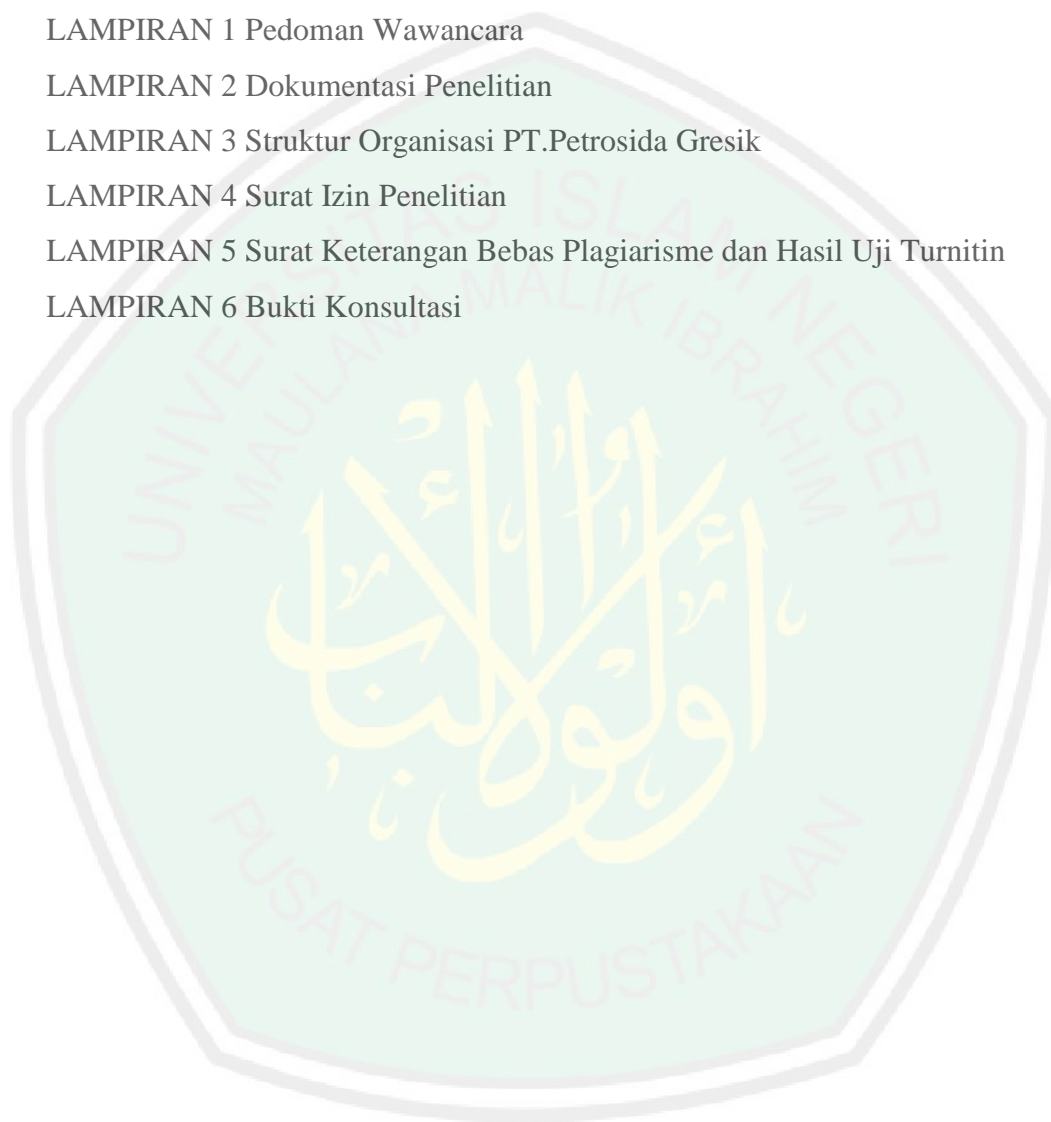 LAMPIRAN 1 Pedoman Wawancara
LAMPIRAN 2 Dokumentasi Penelitian
LAMPIRAN 3 Struktur Organisasi PT.Petrosida Gresik
LAMPIRAN 4 Surat Izin Penelitian
LAMPIRAN 5 Surat Keterangan Bebas Plagiarisme dan Hasil Uji Turnitin
LAMPIRAN 6 Bukti Konsultasi
UNIVERSITAS ISLAM NEGERI
MAULANA MALIK IBRAHIM
أولوا الألباب
PUSAT PERPUSTAKAAN